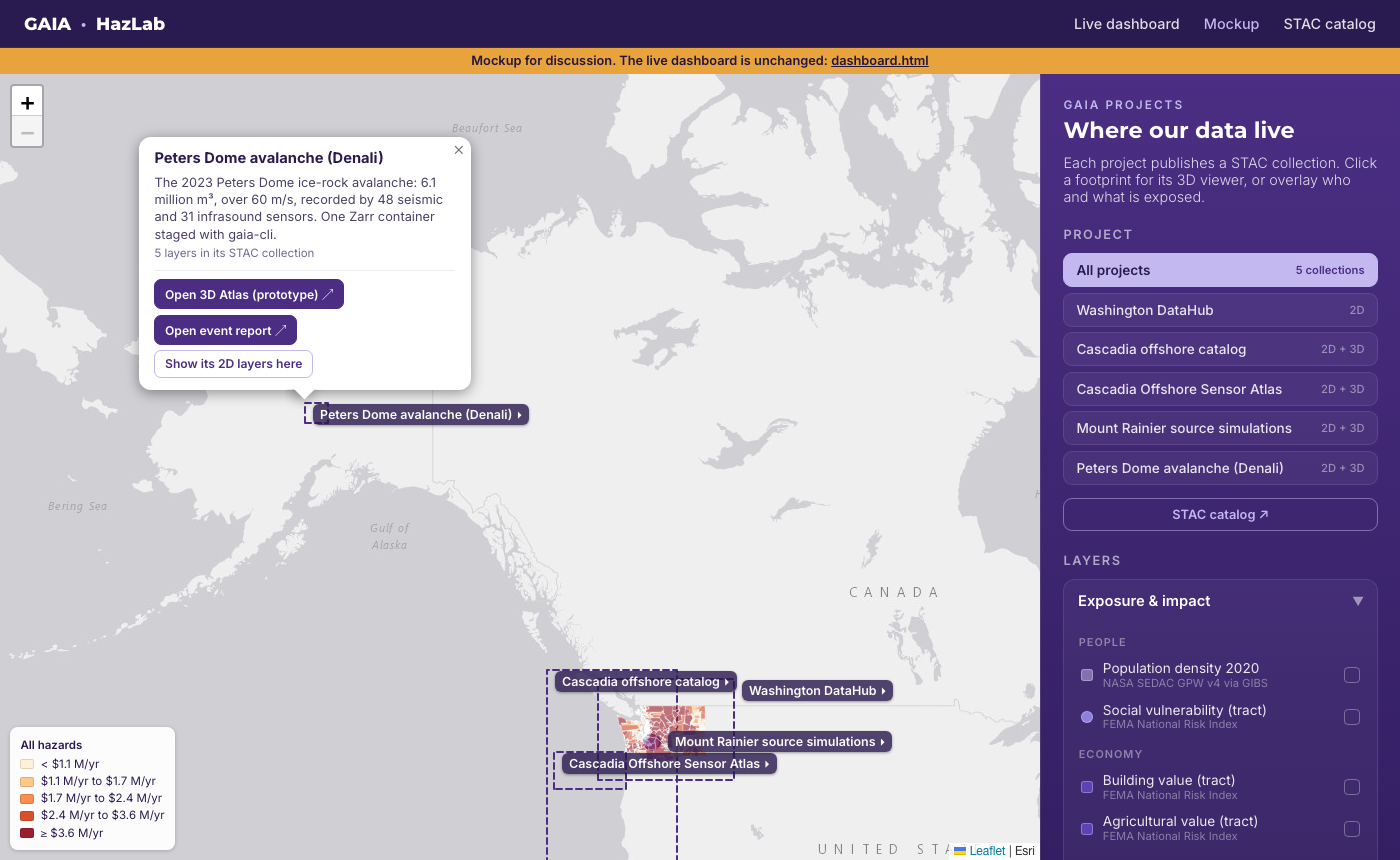 GAIA • HazLab
Live dashboard
Mockup
STAC catalog
Mockup for discussion. The live dashboard is unchanged: dashboard.html
+
−
Beaufort Sea
Peters Dome avalanche (Denali)
×
The 2023 Peters Dome ice-rock avalanche: 6.1
million m³, over 60 m/s, recorded by 48 seismic
and 31 infrasound sensors. One Zarr container
staged with gaia-cli.
5 layers in its STAC collection
Open 3D Atlas (prototype) ↗
Open event report ↗
Show its 2D layers here
Peters Dome avalanche (Denali) ▸
Bering Sea
Gulf of
Alaska
CANADA
Cascadia offshore catalog ▸
Washington DataHub ▸
Mount Rainier source simulations ▸
Cascadia Offshore Sensor Atlas ▸
All hazards
< $1.1 M/yr
$1.1 M/yr to $1.7 M/yr
$1.7 M/yr to $2.4 M/yr
$2.4 M/yr to $3.6 M/yr
≥ $3.6 M/yr
UNITED STA
Leaflet | Esri
GAIA PROJECTS
Where our data live
Each project publishes a STAC collection. Click
a footprint for its 3D viewer, or overlay who
and what is exposed.
PROJECT
All projects 5 collections
Washington DataHub 2D
Cascadia offshore catalog 2D + 3D
Cascadia Offshore Sensor Atlas 2D + 3D
Mount Rainier source simulations 2D + 3D
Peters Dome avalanche (Denali) 2D + 3D
STAC catalog ↗
LAYERS
Exposure & impact ▼
PEOPLE
Population density 2020
NASA SEDAC GPW v4 via GIBS
Social vulnerability (tract)
FEMA National Risk Index
ECONOMY
Building value (tract)
FEMA National Risk Index
Agricultural value (tract)
FEMA National Risk Index